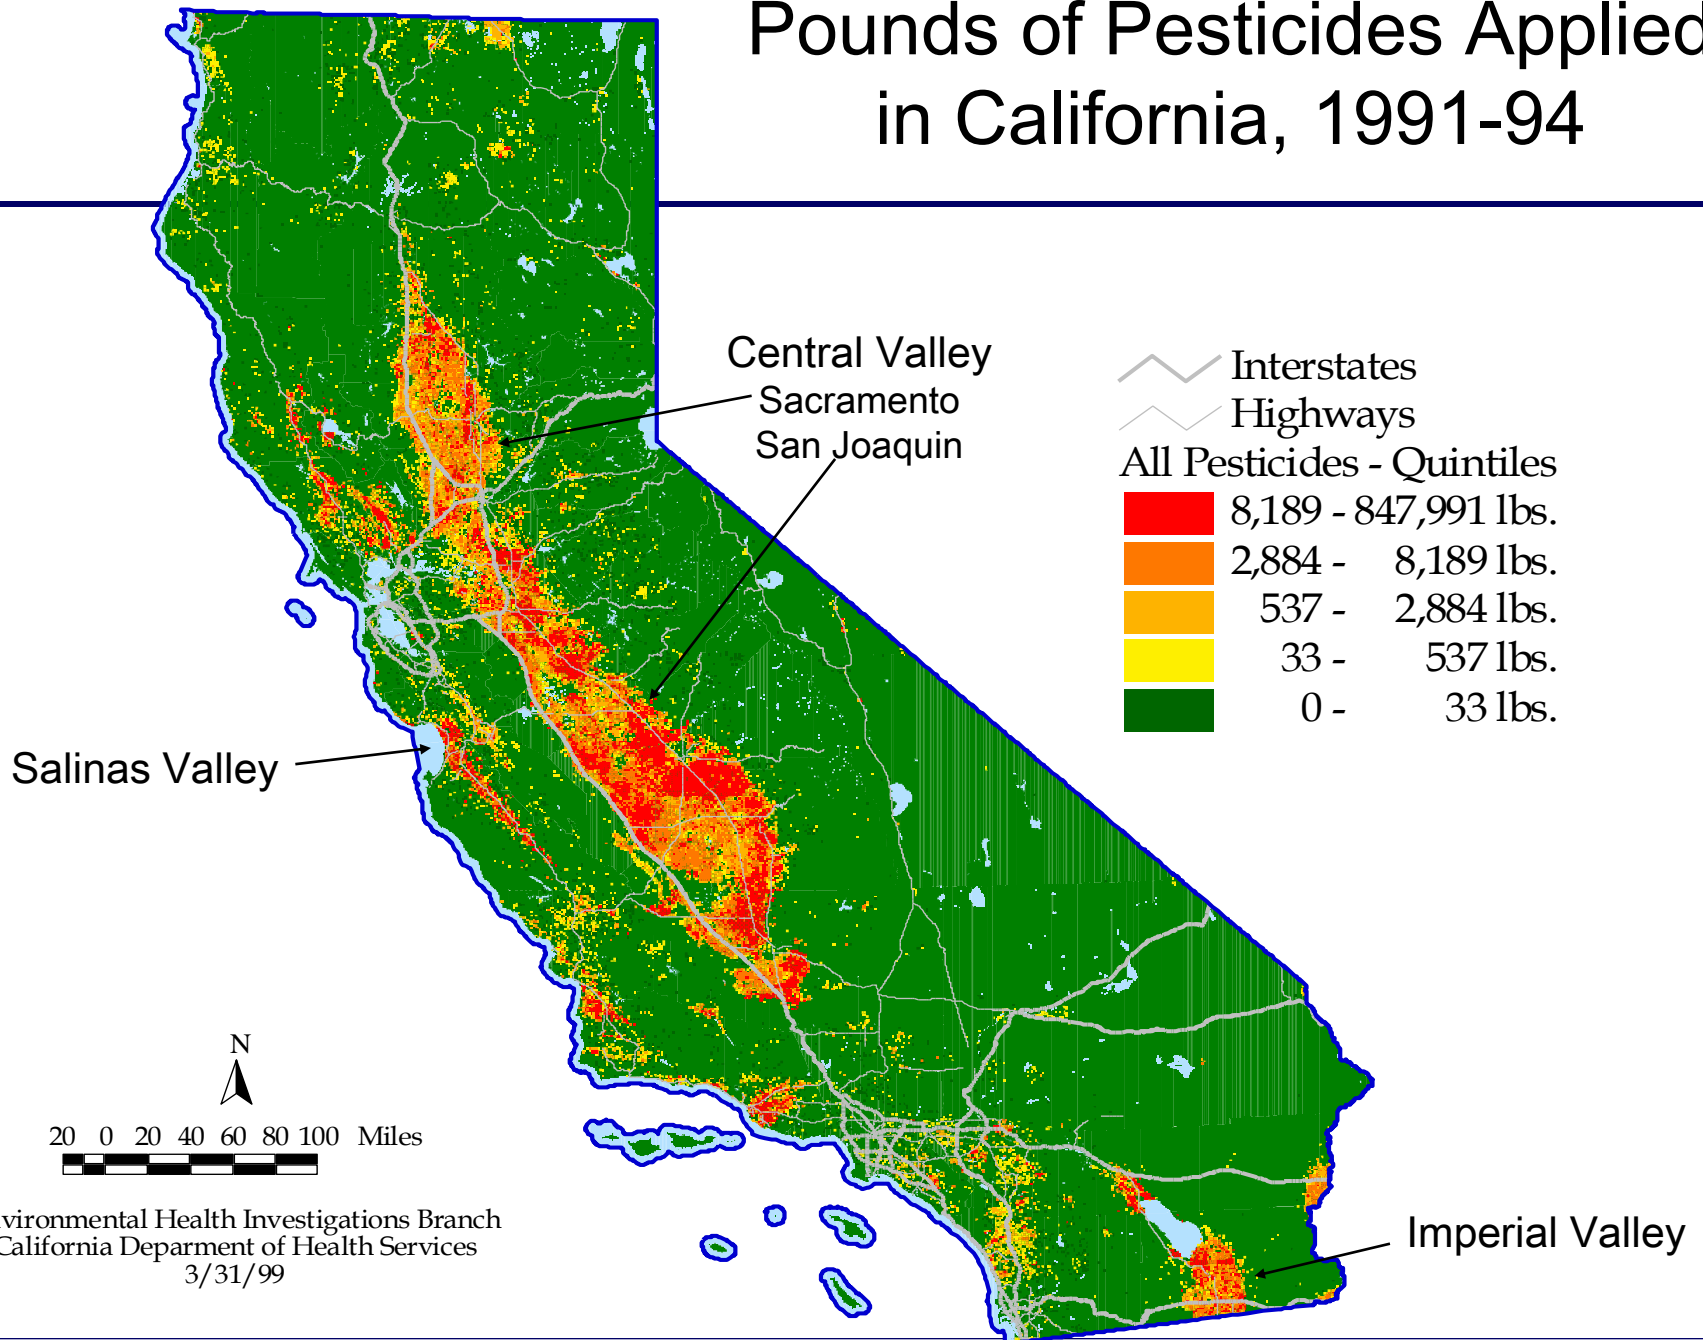 Pounds of Pesticides Applied
in California, 1991-94
Central Valley
Sacramento
San Joaquin
Interstates
Highways
All Pesticides - Quintiles
8,189 - 847,991 lbs.
2,884 - 8,189 lbs.
537 - 2,884 lbs.
33 - 537 lbs.
0 - 33 lbs.
Salinas Valley
N
20 0 20 40 60 80 100 Miles
vironmental Health Investigations Branch
California Deparment of Health Services
3/31/99
Imperial Valley